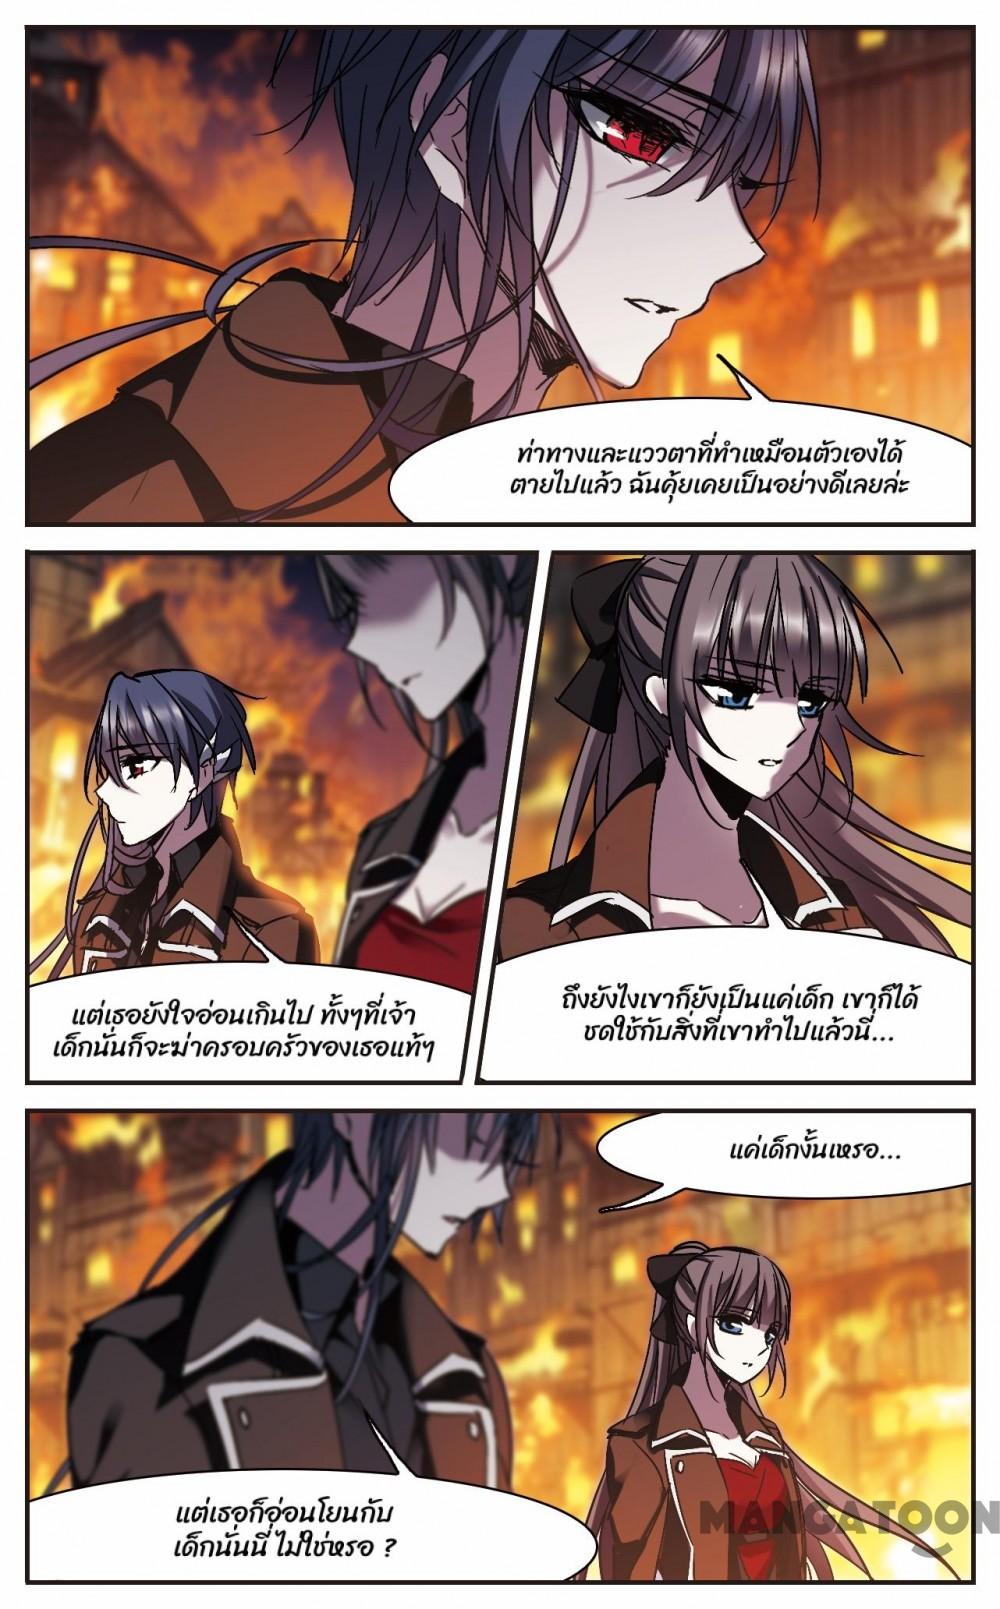 ท่าทางและแววตาที่ทำเหมือนตัวเองได้
ตายไปแล้ว ฉันคุ้ยเคยเป็นอย่างดีเลยล่ะ
แต่เธอยังใจอ่อนเกินไป ทั้งๆที่เจ้า
เด็กนั่นก็จะฆ่าครอบครัวของเธอแท้ๆ
ถึงยังไงเขาก็ยังเป็นแค่เด็ก เขาก็ได้
ชดใช้กับสิ่งที่เขาทำไปแล้วนี่...
แค่เด็กงั้นเหรอ...
แต่เธอก็อ่อนโยนกับ
เด็กนั่นนี่ ไม่ใช่หรอ ?
MANGATOON